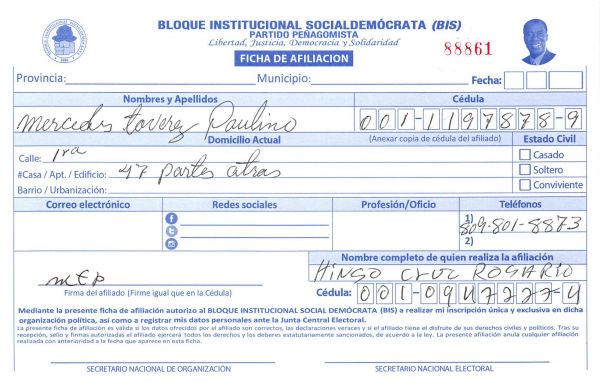 BLOQUE INSTITUCIONAL SOCIALDEMÓCRATA (BIS)
PARTIDO PEÑAGOMISTA
Libertad, Justicia, Democracia y Solidaridad
FICHA DE AFILIACION
88861
Provincia: Municipio: Fecha:
Nombres y Apellidos Cédula
Mercedes taverez Paulino 001-1197878-9
Domicilio Actual (Anexar copia de cédula del afiliado) Estado Civil
Calle: 1ra Casado
#Casa / Apt. / Edificio: 47 partes atras Soltero
Barrio / Urbanización: Conviviente
Correo electrónico Redes sociales Profesión/Oficio Teléfonos
1) 809-801-8873
2)
Nombre completo de quien realiza la afiliación
HINGO CRUZ ROSARIO
MTP
Firma del afiliado (Firme igual que en la Cédula) Cédula: 001-0947227-4
Mediante la presente ficha de afiliación autorizo al BLOQUE INSTITUCIONAL SOCIAL DEMÓCRATA (BIS) a realizar mi inscripción única y exclusiva en dicha
organización política, así como a registrar mis datos personales ante la Junta Central Electoral.
La presente ficha de afiliación es válida si los datos ofrecidos por el afiliado son correctos, las declaraciones veraces y si el afiliado tiene el disfrute de sus derechos civiles y políticos. Tras su
recepción, sello y firmas autorizadas el afiliado ejercerá todos los derechos y los deberes estatutariamente sancionados, de acuerdo a la ley. La presente afiliación anula cualquier afiliación
realizada con anterioridad a la fecha que aparece en esta ficha.
SECRETARIO NACIONAL DE ORGANIZACIÓN SECRETARIO NACIONAL ELECTORAL